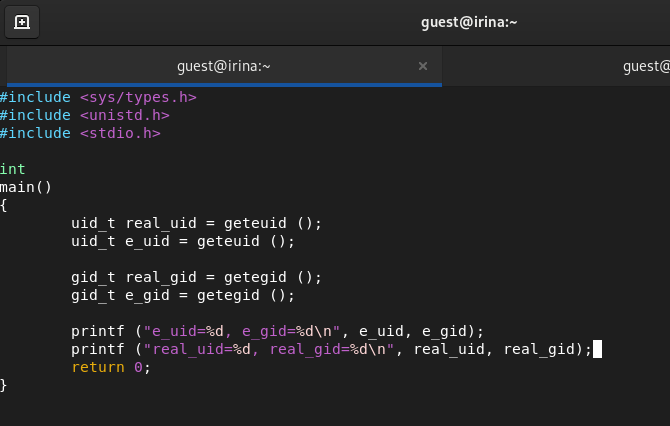 guest@irina:~
guest@irina:~ × guest@
#include <sys/types.h>
#include <unistd.h>
#include <stdio.h>
int
main()
{
uid_t real_uid = geteuid ();
uid_t e_uid = geteuid ();
gid_t real_gid = getegid ();
gid_t e_gid = getegid ();
printf ("e_uid=%d, e_gid=%d\n", e_uid, e_gid);
printf ("real_uid=%d, real_gid=%d\n", real_uid, real_gid);
return 0;
}